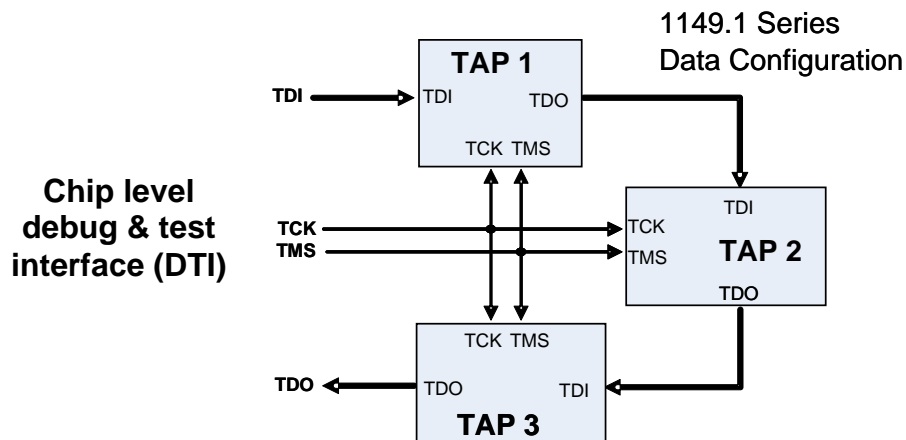 1149.1 Series
Data Configuration
TAP 1
TDI
TDI
TDO
TCK TMS
Chip level
debug & test
interface (DTI)
TCK
TMS
TDI
TCK
TMS
TAP 2
TDO
TCK TMS
TDO
TDO
TDI
TAP 3